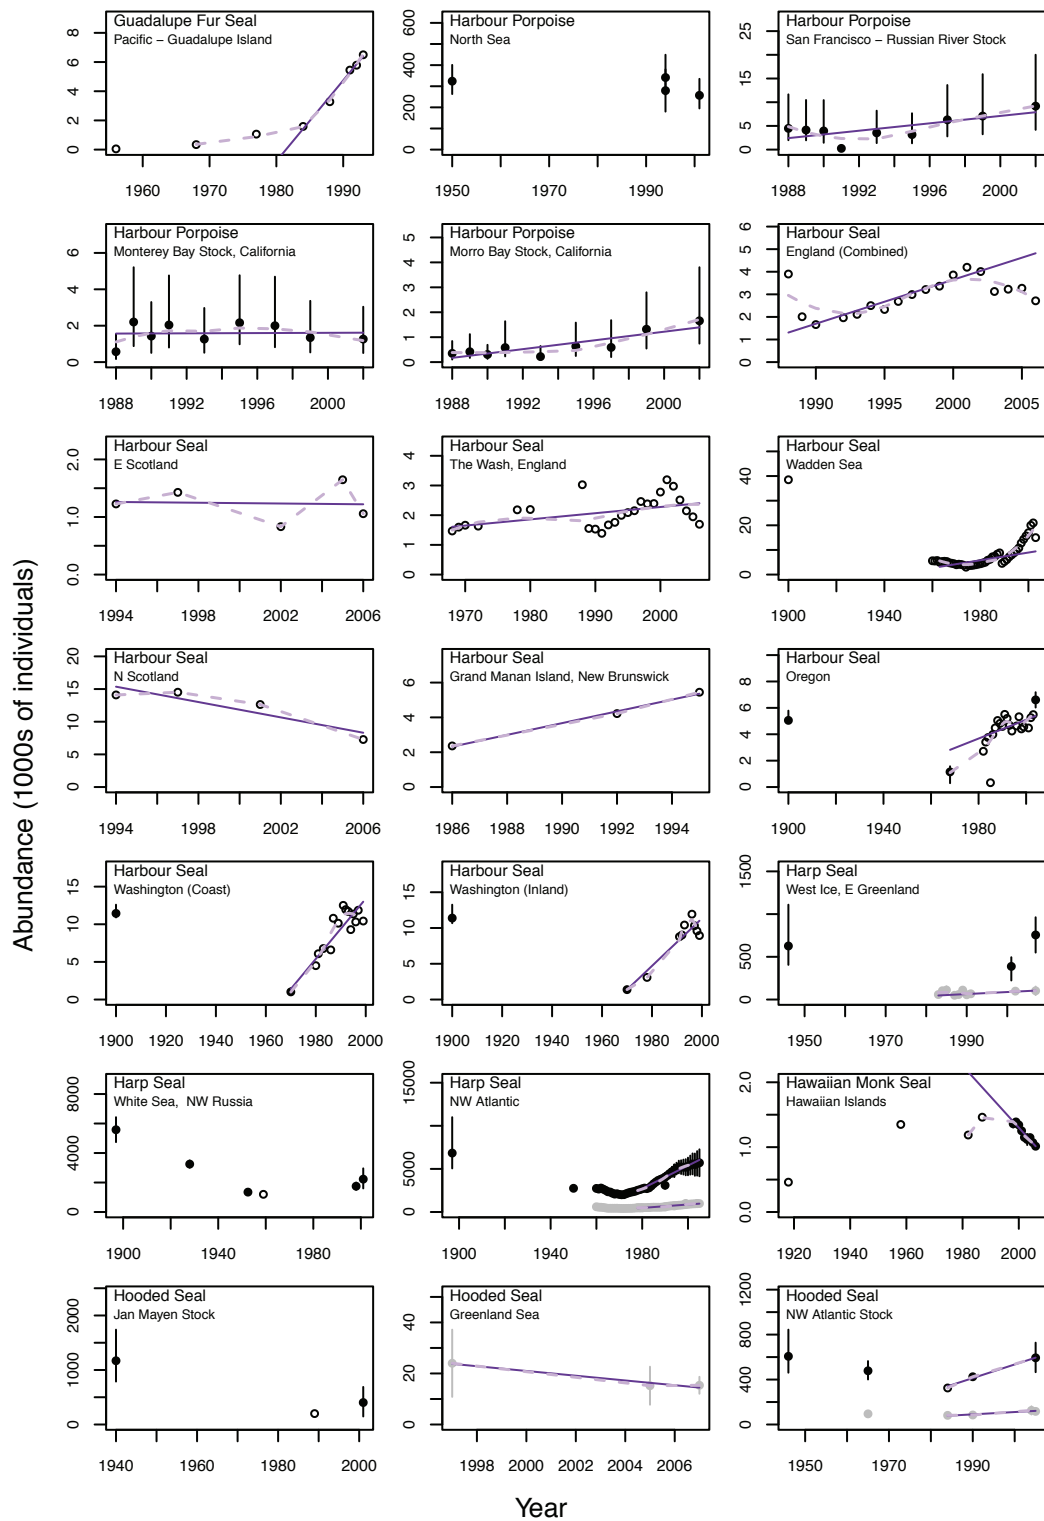 Guadalupe Fur Seal
Pacific – Guadalupe Island
0 2 4 6 8
1960 1970 1980 1990
Harbour Porpoise
North Sea
0 200 400 600
1950 1970 1990
Harbour Porpoise
San Francisco – Russian River Stock
0 5 15 25
1988 1992 1996 2000
Harbour Porpoise
Monterey Bay Stock, California
0 2 4 6
1988 1992 1996 2000
Harbour Porpoise
Morro Bay Stock, California
0 1 2 3 4 5
1988 1992 1996 2000
Harbour Seal
England (Combined)
0 1 2 3 4 5 6
1990 1995 2000 2005
Harbour Seal
E Scotland
0.0 1.0 2.0
1994 1998 2002 2006
Harbour Seal
The Wash, England
0 1 2 3 4
1970 1980 1990 2000
Harbour Seal
Wadden Sea
0 20 40
1900 1940 1980
Harbour Seal
N Scotland
0 5 10 15 20
1994 1998 2002 2006
Harbour Seal
Grand Manan Island, New Brunswick
0 2 4 6
1986 1988 1990 1992 1994
Harbour Seal
Oregon
0 2 4 6 8
1900 1940 1980
Harbour Seal
Washington (Coast)
0 5 10 15
1900 1920 1940 1960 1980 2000
Harbour Seal
Washington (Inland)
0 5 10 15
1900 1920 1940 1960 1980 2000
Harp Seal
West Ice, E Greenland
0 500 1500
1950 1970 1990
Harp Seal
White Sea, NW Russia
0 4000 8000
1900 1940 1980
Harp Seal
NW Atlantic
0 5000 15000
1900 1940 1980
Hawaiian Monk Seal
Hawaiian Islands
0.0 1.0 2.0
1920 1940 1960 1980 2000
Hooded Seal
Jan Mayen Stock
0 1000 2000
1940 1960 1980 2000
Hooded Seal
Greenland Sea
0 20 40
1998 2000 2002 2004 2006
Hooded Seal
NW Atlantic Stock
0 400 800 1200
1950 1970 1990
Abundance (1000s of individuals)
Year